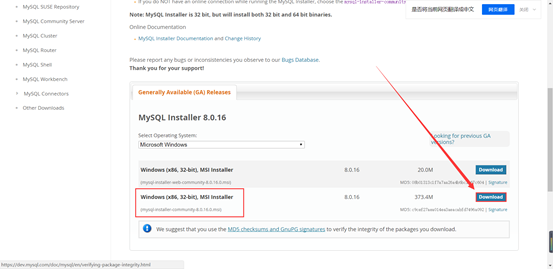 MySQL SUSE Repository
MySQL Community Server
MySQL Cluster
MySQL Router
MySQL Shell
MySQL Workbench
MySQL Connectors
Other Downloads
If you do NOT have an online connection while running the MySQL Installer, choose the
Note: MySQL Installer is 32 bit, but will install both 32 bit and 64 bit binaries.
Online Documentation
MySQL Installer Documentation and Change History
Please report any bugs or inconsistencies you observe to our Bugs Database.
Thank you for your support!
是否将当前网页翻译成中文 网页翻译 关闭
Generally Available (GA) Releases
MySQL Installer 8.0.16
Select Operating System:
Microsoft Windows
Looking for previous GA versions?
Windows (x86, 32-bit), MSI Installer 8.0.16 20.0M Download
(mysql-installer-web-community-8.0.16.0.msi) MD5: | Signature
Windows (x86, 32-bit), MSI Installer 8.0.16 373.4M Download
(mysql-installer-community-8.0.16.0.msi) MD5: | Signature
We suggest that you use the MD5 checksums and GnuPG signatures to verify the integrity of the packages you download.
https://dev.mysql.com/doc/mysql/en/verifying-package-integrity.html